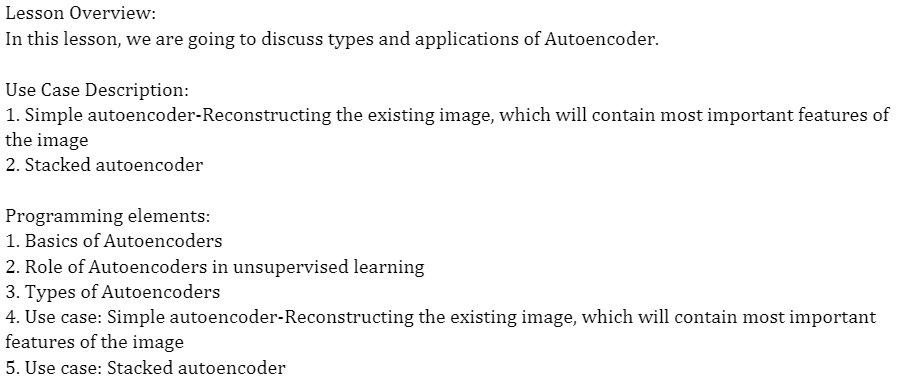 Lesson Overview:
In this lesson, we are going to discuss types and applications of Autoencoder.
Use Case Description:
1. Simple autoencoder-Reconstructing the existing image, which will contain most important features of
the image
2. Stacked autoencoder
Programming elements:
1. Basics of Autoencoders
2. Role of Autoencoders in unsupervised learning
3. Types of Autoencoders
4. Use case: Simple autoencoder-Reconstructing the existing image, which will contain most important
features of the image
5. Use case: Stacked autoencoder